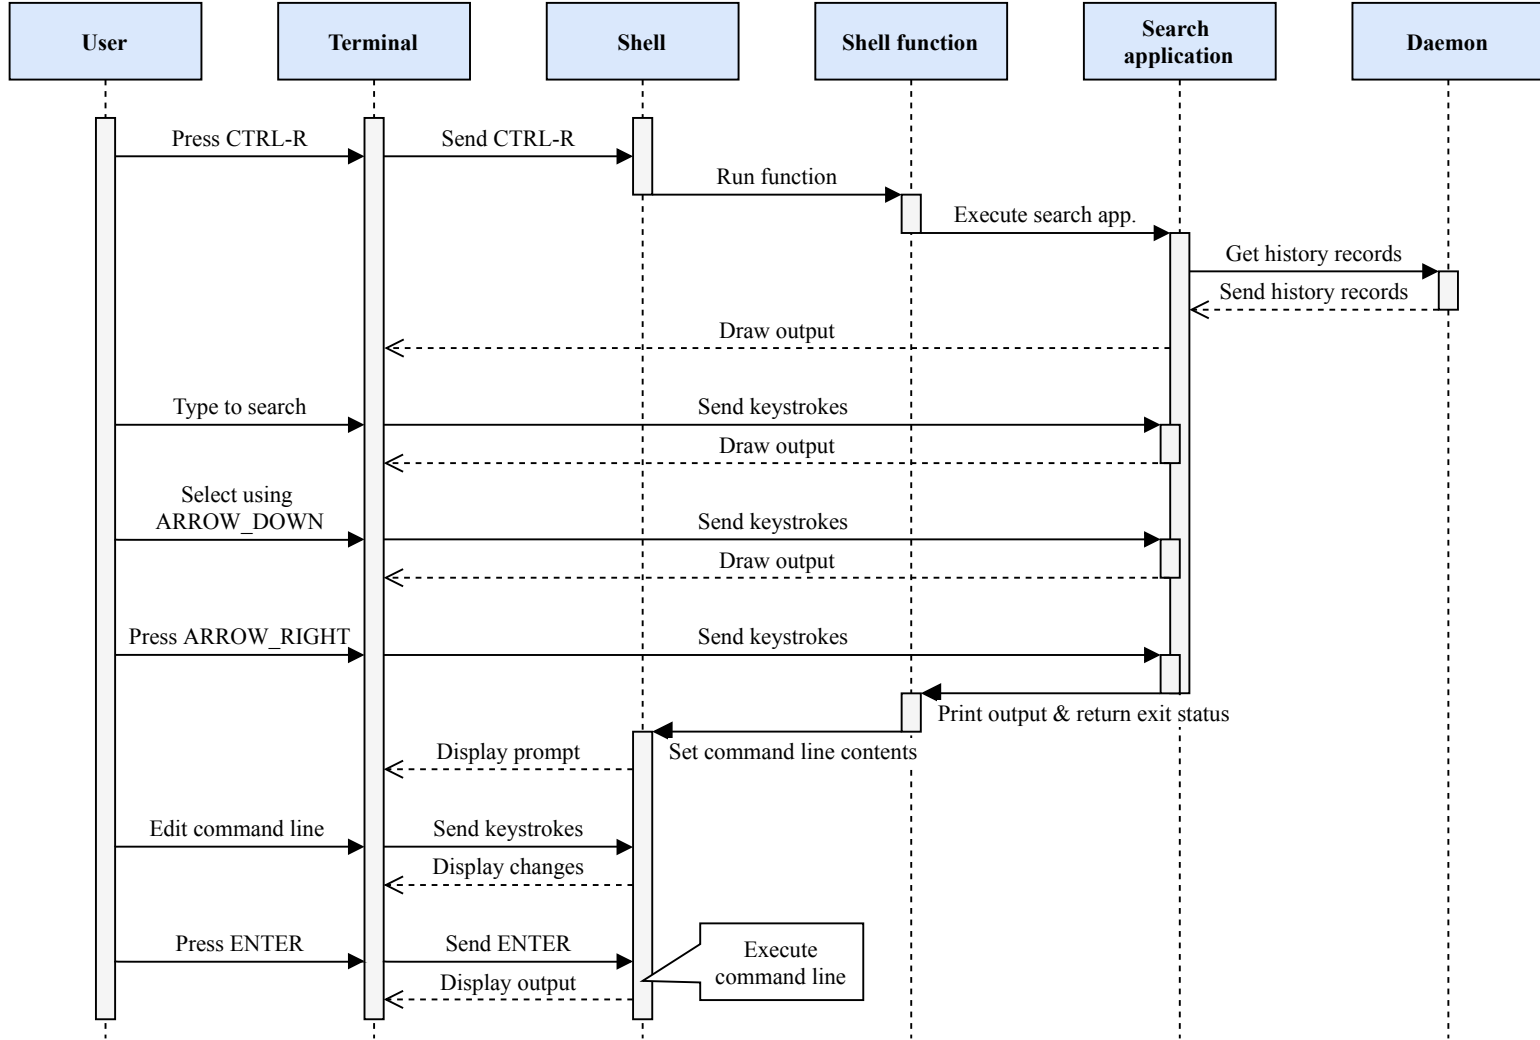 User
Terminal
Shell
Shell function
Search
application
Daemon
Press CTRL-R
Send CTRL-R
Run function
Execute search app.
Get history records
Send history records
Draw output
Type to search
Send keystrokes
Draw output
Select using
ARROW_DOWN
Send keystrokes
Draw output
Press ARROW_RIGHT
Send keystrokes
Print output & return exit status
Set command line contents
Display prompt
Edit command line
Send keystrokes
Display changes
Press ENTER
Send ENTER
Execute
command line
Display output